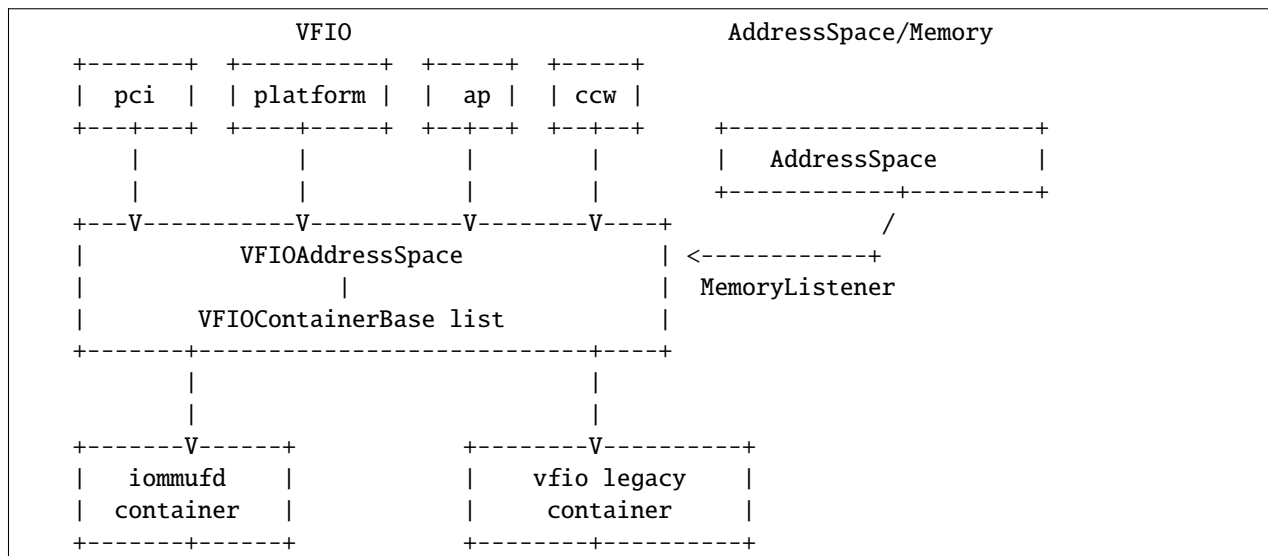 VFIO                           AddressSpace/Memory
    +-------+  +----------+  +-----+  +-----+
    |  pci  |  | platform |  |  ap |  | ccw |
    +---+---+  +----+-----+  +--+--+  +--+--+     +----------------------+
        |           |           |        |        |   AddressSpace       |
        |           |           |        |        +------------+---------+
    +---V-----------V-----------V--------V----+               /
    |           VFIOAddressSpace              | <------------+
    |                  |                      |  MemoryListener
    |        VFIOContainerBase list           |
    +-------+----------------------------+----+
            |                            |
            |                            |
    +-------V------+            +--------V----------+
    |   iommufd    |            |    vfio legacy    |
    |  container   |            |     container     |
    +-------+------+            +--------+----------+